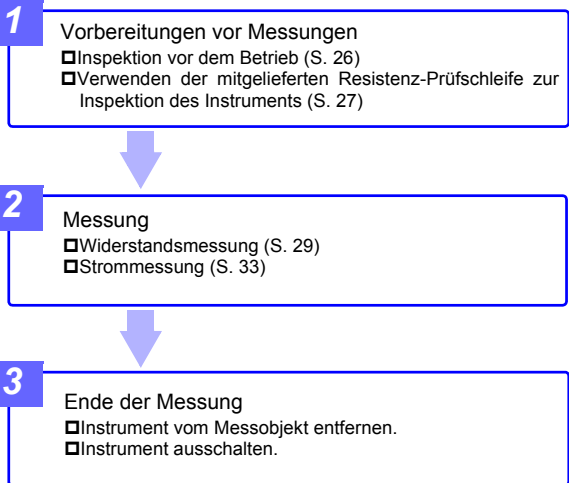 1
Vorbereitungen vor Messungen
Inspektion vor dem Betrieb (S. 26)
Verwenden der mitgelieferten Resistenz-Prüfschleife zur
Inspektion des Instruments (S. 27)
2
Messung
Widerstandsmessung (S. 29)
Strommessung (S. 33)
3
Ende der Messung
Instrument vom Messobjekt entfernen.
Instrument ausschalten.